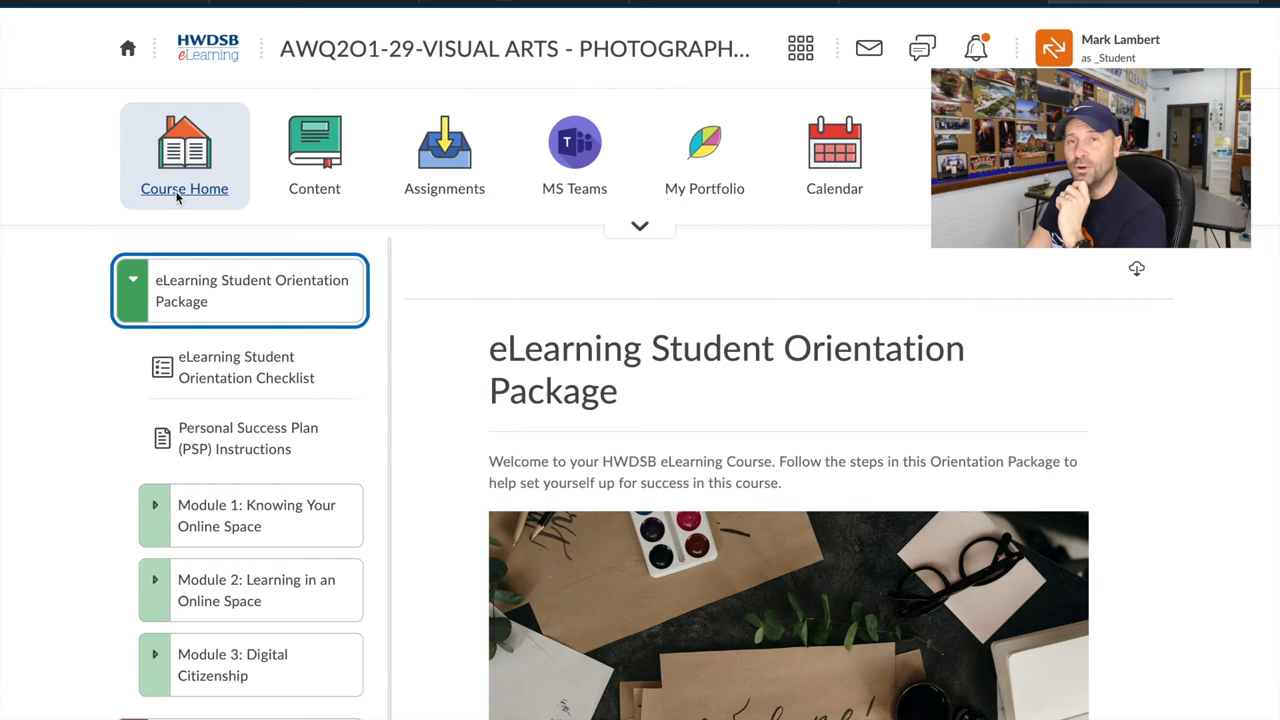 HWDSB
eLearning
AWQ2O1-29-VISUAL ARTS - PHOTOGRAPH...
Mark Lambert
as _Student
Course Home
Content
Assignments
MS Teams
My Portfolio
Calendar
eLearning Student Orientation
Package
eLearning Student
Orientation Checklist
Personal Success Plan
(PSP) Instructions
Module 1: Knowing Your
Online Space
Module 2: Learning in an
Online Space
Module 3: Digital
Citizenship
eLearning Student Orientation
Package
Welcome to your HWDSB eLearning Course. Follow the steps in this Orientation Package to
help set yourself up for success in this course.